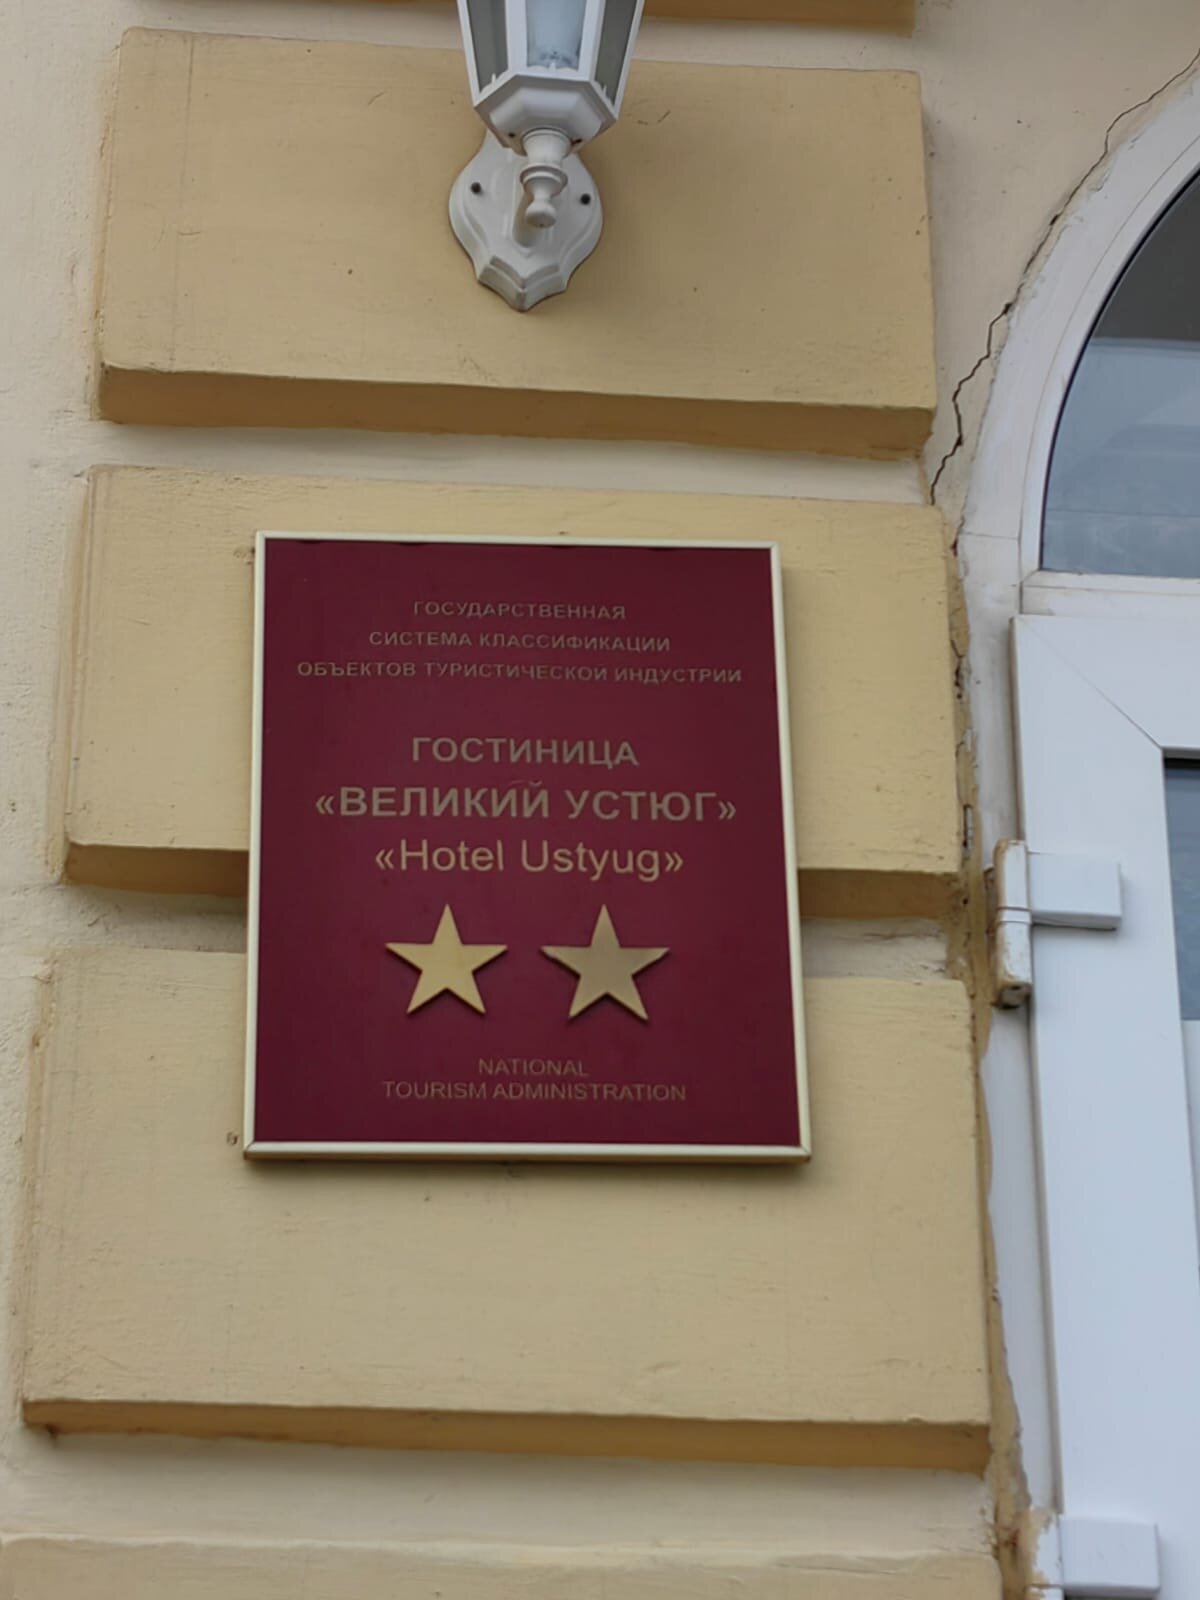 ГОСУДАРСТВЕННАЯ
СИСТЕМА КЛАССИФИКАЦИИ
ОБЪЕКТОВ ТУРИСТИЧЕСКОЙ ИНДУСТРИИ
ГОСТИНИЦА
«ВЕЛИКИЙ УСТЮГ»
«Hotel Ustyug»
NATIONAL
TOURISM ADMINISTRATION